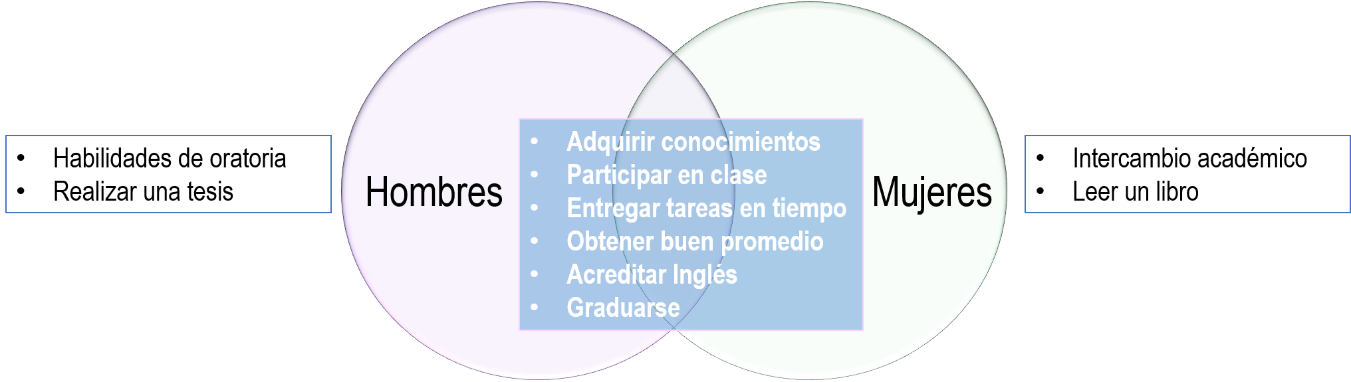 • Habilidades de oratoria
• Realizar una tesis
Hombres
• Adquirir conocimientos
• Participar en clase
• Entregar tareas en tiempo
• Obtener buen promedio
• Acreditar Inglés
• Graduarse
Mujeres
• Intercambio académico
• Leer un libro